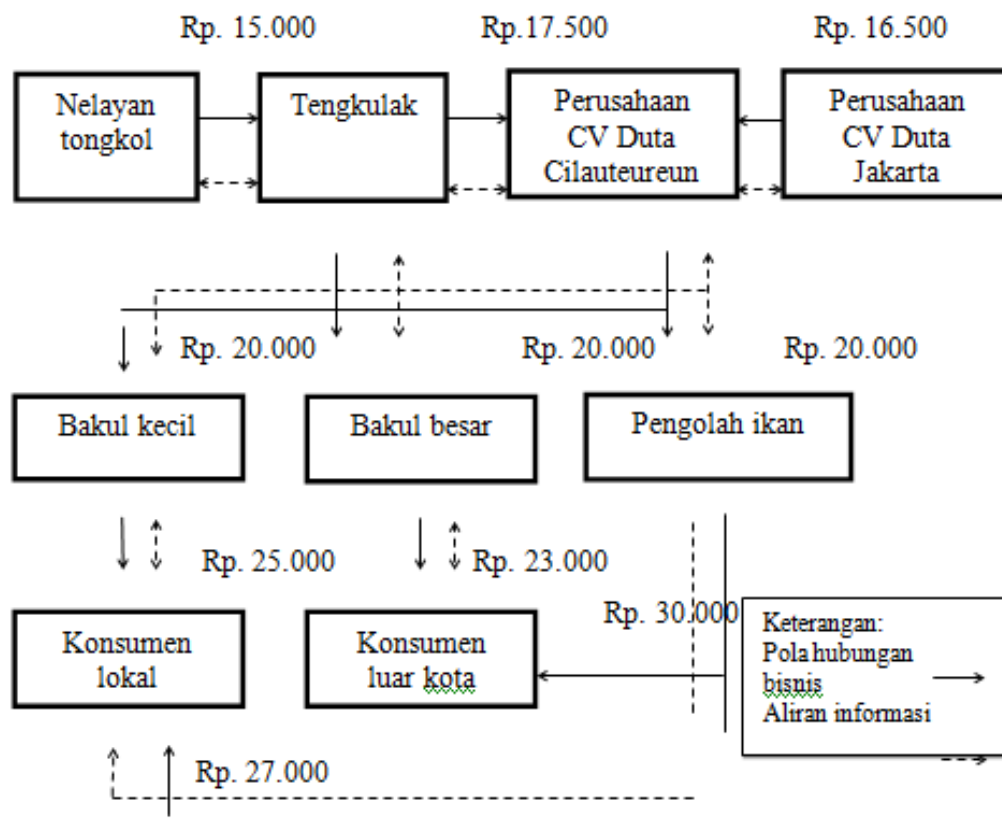 Rp. 15.000
Rp.17.500
Rp. 16.500
Nelayan
tongkol
Tengkulak
Perusahaan
CV Duta
Cilauteureun
Perusahaan
CV Duta
Jakarta
Rp. 20.000
Rp. 20.000
Rp. 20.000
Bakul kecil
Bakul besar
Pengolah ikan
Rp. 25.000
Rp. 23.000
Rp. 30.000
Konsumen
lokal
Konsumen
luar kota
Keterangan:
Pola hubungan
bisnis
Aliran informasi
Rp. 27.000